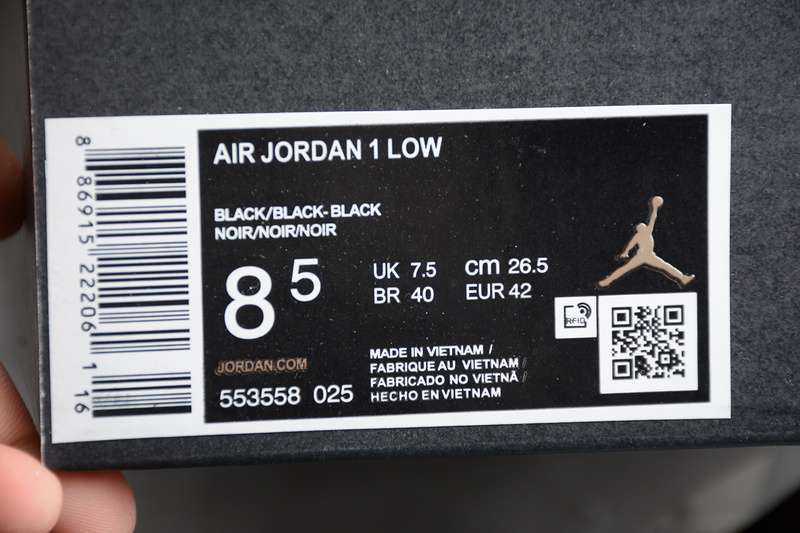 AIR JORDAN 1 LOW
BLACK/BLACK-BLACK
NOIR/NOIR/NOIR
8 5
UK 7.5 cm 26.5
BR 40 EUR 42
RFID
JORDAN.COM
553558 025
MADE IN VIETNAM /
FABRIQUE AU VIETNAM /
FABRICADO NO VIETNÃ /
HECHO EN VIETNAM
8 86915 22206 1 16